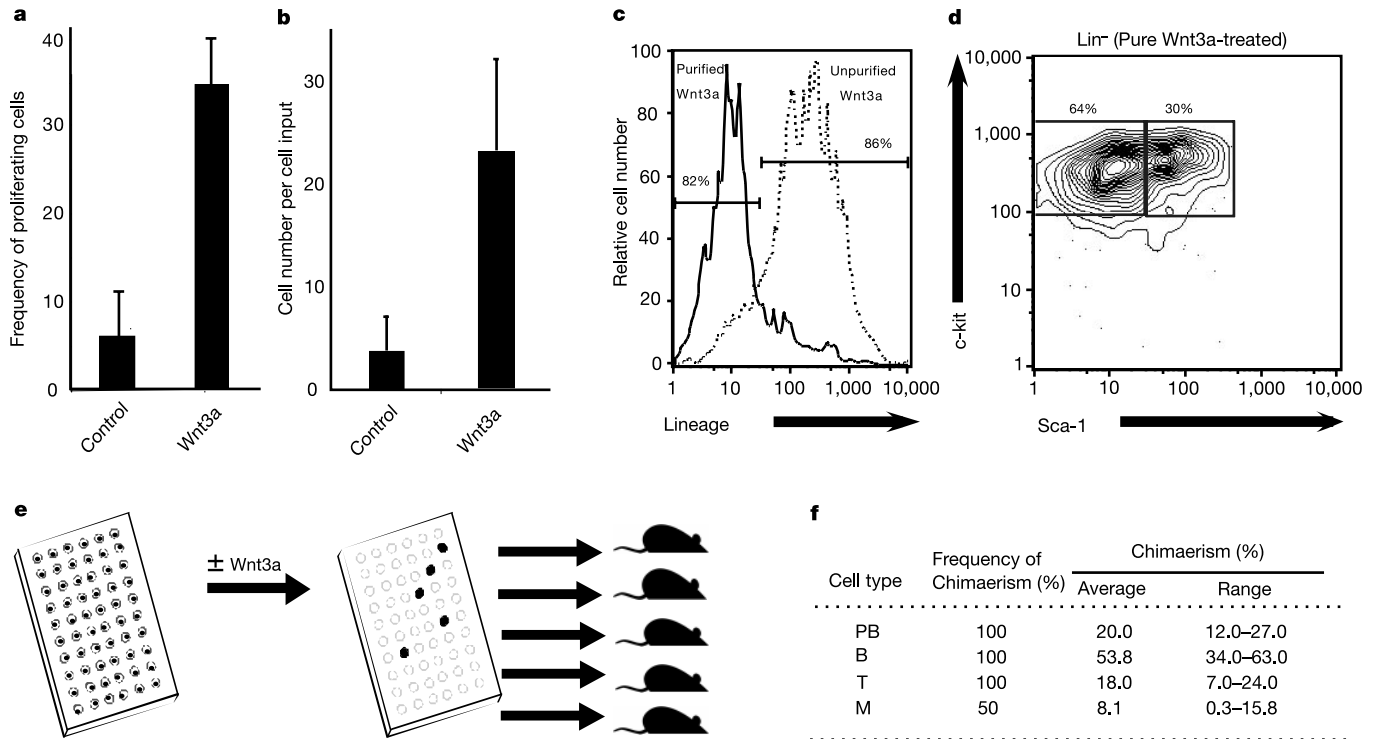 a
Frequency of proliferating cells
40
30
20
10
0
Control
Wnt3a
b
Cell number per cell input
30
20
10
0
Control
Wnt3a
c
Relative cell number
100
80
60
40
20
0
Purified
Wnt3a
Unpurified
Wnt3a
82%
86%
1
10
100
1,000
10,000
Lineage
d
Lin⁻ (Pure Wnt3a-treated)
10,000
1,000
100
10
1
64%
30%
c-kit
1
10
100
1,000
10,000
Sca-1
e
± Wnt3a
f
Cell type
Frequency of
Chimaerism (%)
Chimaerism (%)
Average Range
PB 100 20.0 12.0–27.0
B 100 53.8 34.0–63.0
T 100 18.0 7.0–24.0
M 50 8.1 0.3–15.8